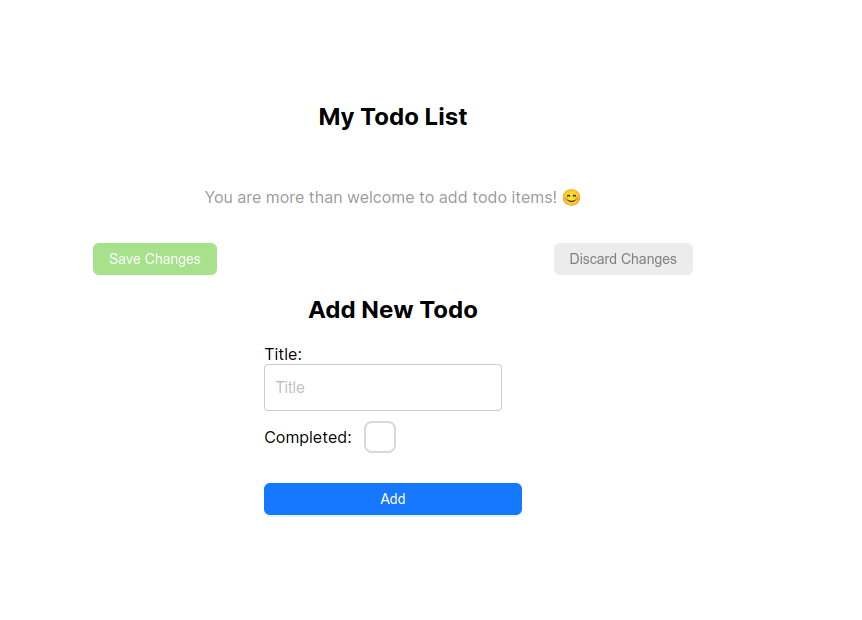 My Todo List
You are more than welcome to add todo items! 😊
Save Changes
Discard Changes
Add New Todo
Title:
Title
Completed:
Add